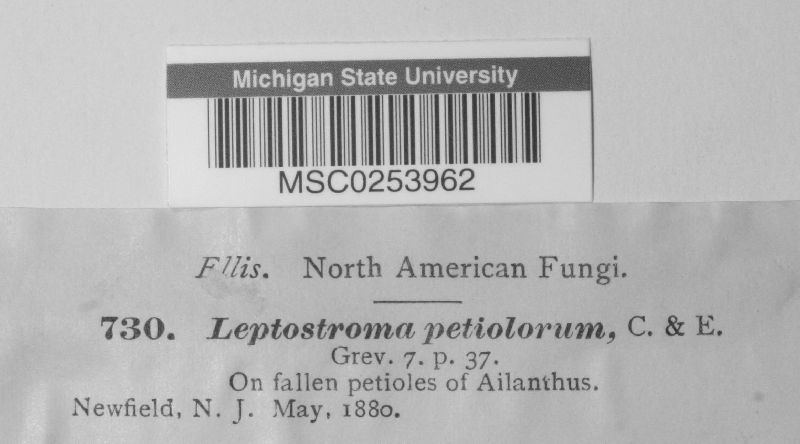 Michigan State University
MSC0253962
Ellis. North American Fungi.
730. Leptostroma petiolorum, C. & E.
Grev. 7. p. 37.
On fallen petioles of Ailanthus.
Newfield, N. J. May, 1880.